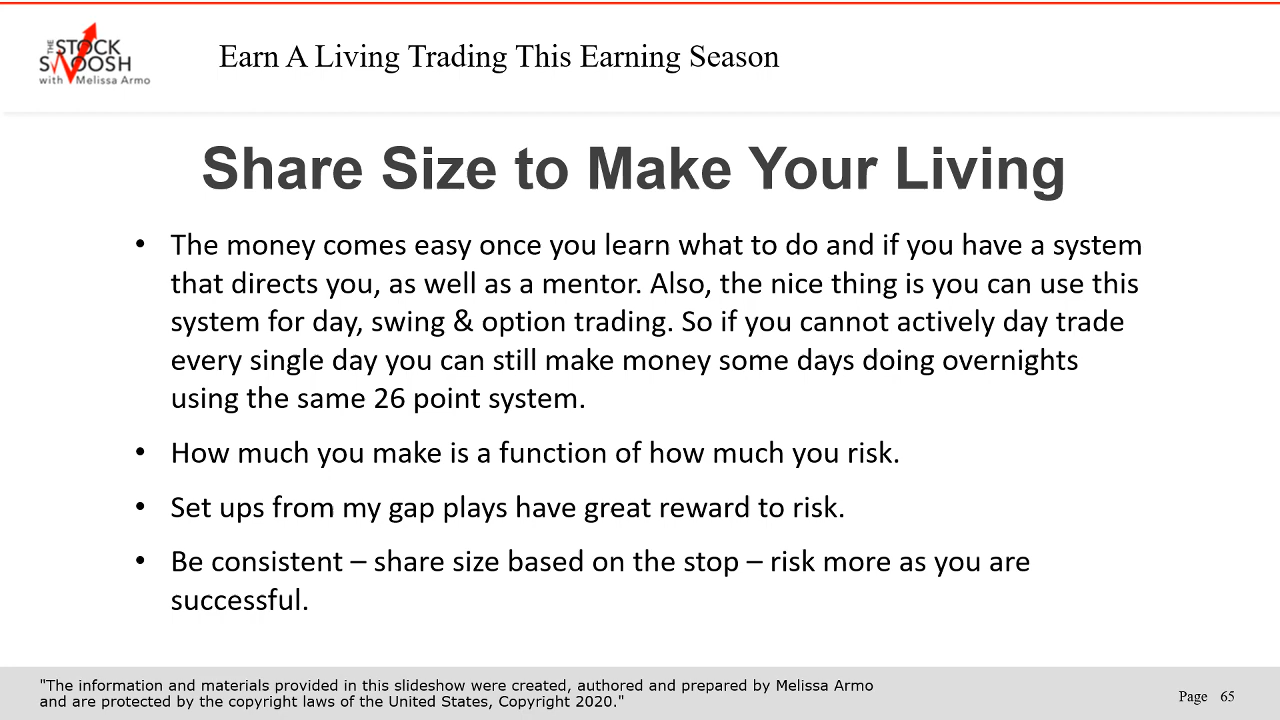 THE STOCK
SWOOSH
with Melissa Armo
Earn A Living Trading This Earning Season
Share Size to Make Your Living
• The money comes easy once you learn what to do and if you have a system
that directs you, as well as a mentor. Also, the nice thing is you can use this
system for day, swing & option trading. So if you cannot actively day trade
every single day you can still make money some days doing overnights
using the same 26 point system.
• How much you make is a function of how much you risk.
• Set ups from my gap plays have great reward to risk.
• Be consistent – share size based on the stop – risk more as you are
successful.
"The information and materials provided in this slideshow were created, authored and prepared by Melissa Armo
and are protected by the copyright laws of the United States, Copyright 2020."
Page 65